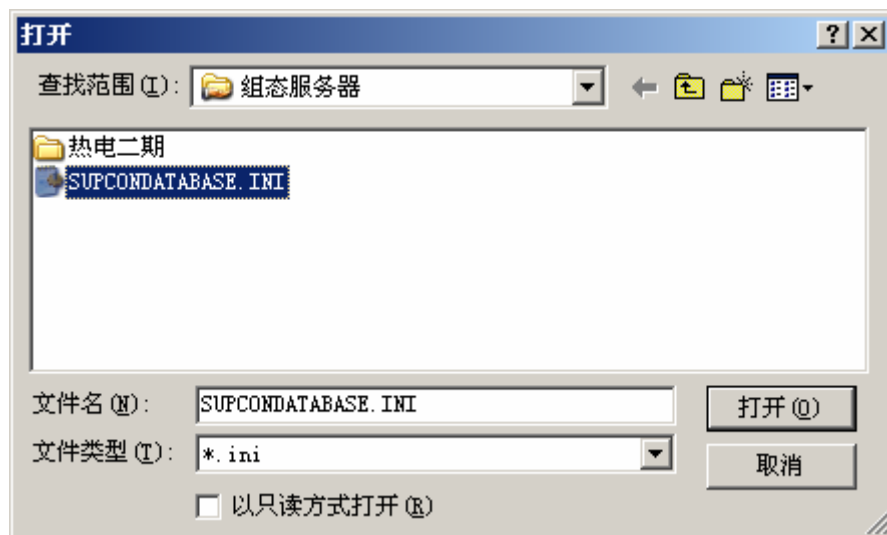 打开
查找范围(I): 组态服务器
热电二期
SUPCONDATABASE.INI
文件名(N): SUPCONDATABASE.INI 打开(O)
文件类型(T): *.ini 取消
以只读方式打开(R)